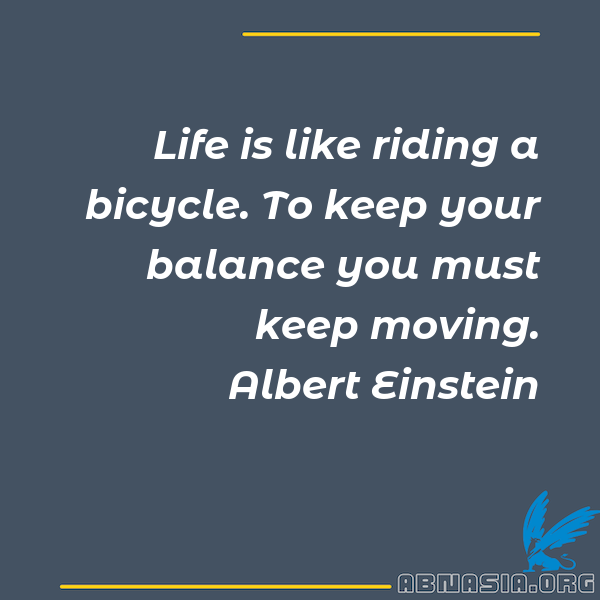 Life is like riding a
bicycle. To keep your
balance you must
keep moving.
Albert Einstein
ABNASIA.ORG